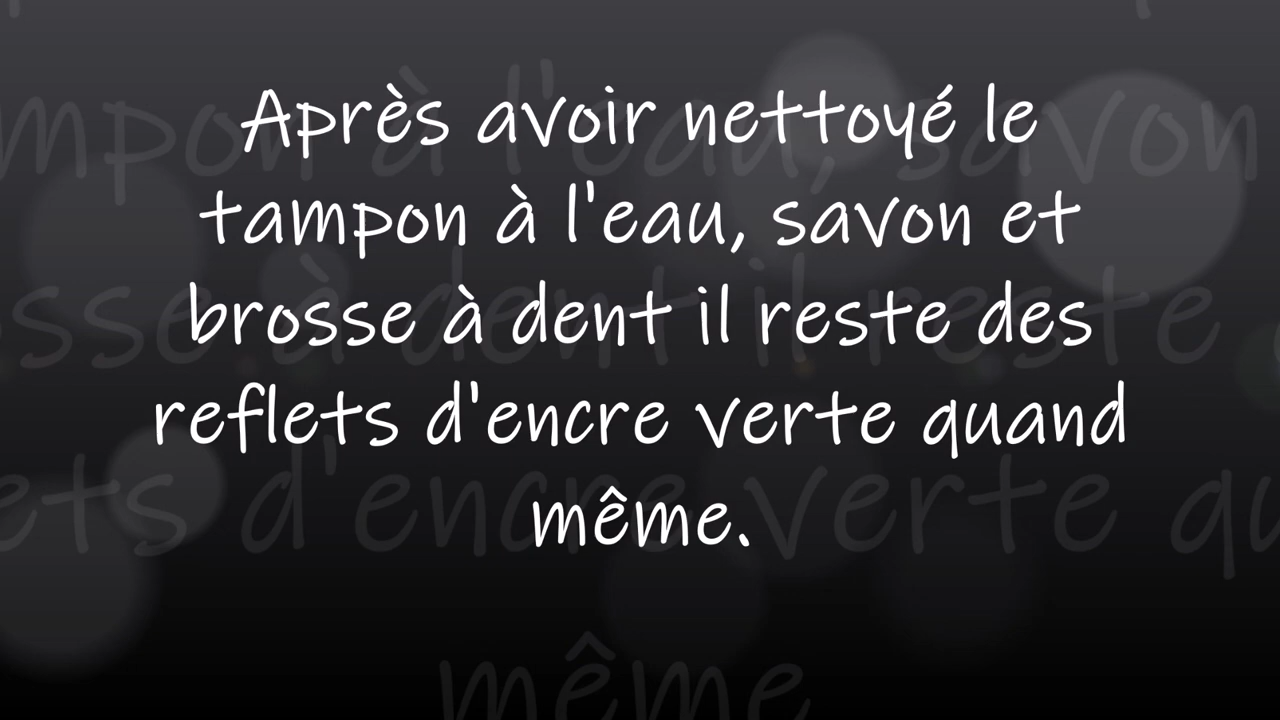 Après avoir nettoyé le
tampon à l'eau, savon et
brosse à dent il reste des
reflets d'encre verte quand
même.